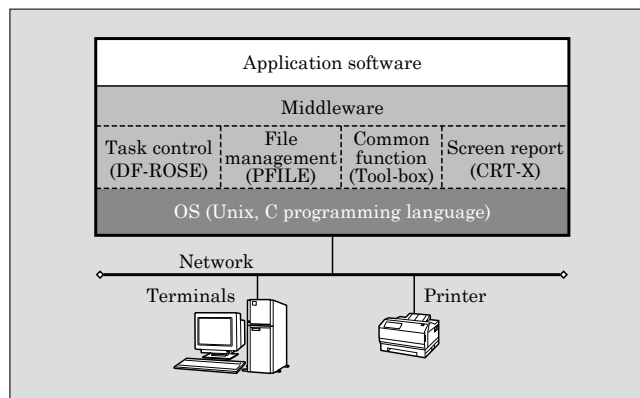 Application software
Middleware
Task control
(DF-ROSE)
File
management
(PFILE)
Common
function
(Tool-box)
Screen report
(CRT-X)
OS (Unix, C programming language)
Network
Terminals
Printer